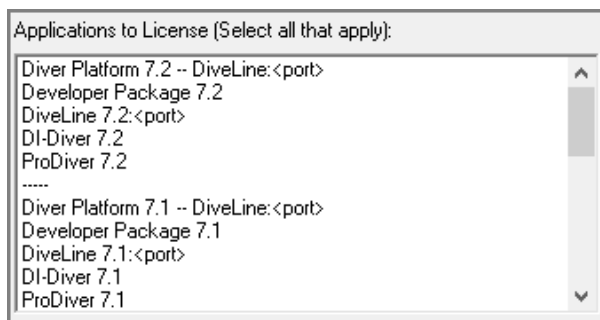 Applications to License (Select all that apply):
Diver Platform 7.2 -- DiveLine:<port>
Developer Package 7.2
DiveLine 7.2:<port>
DI-Diver 7.2
ProDiver 7.2
-----
Diver Platform 7.1 -- DiveLine:<port>
Developer Package 7.1
DiveLine 7.1:<port>
DI-Diver 7.1
ProDiver 7.1